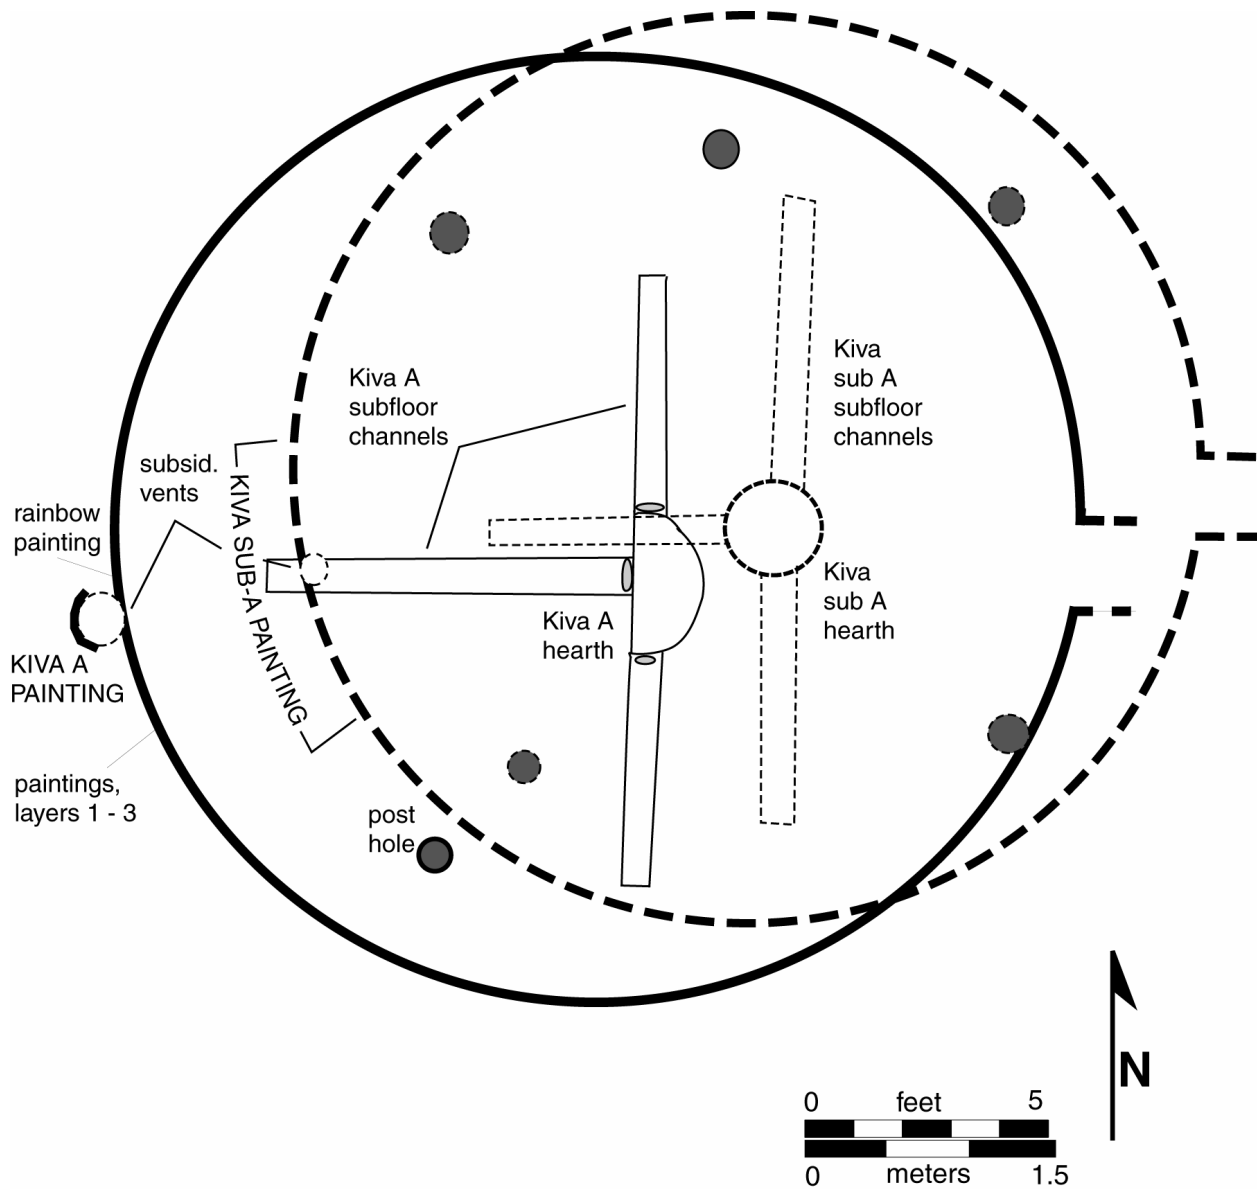 Kiva A
subfloor
channels
Kiva
sub A
subfloor
channels
subsid.
vents
KIVA SUB-A PAINTING
rainbow
painting
KIVA A
PAINTING
Kiva A
hearth
Kiva
sub A
hearth
paintings,
layers 1 - 3
post
hole
N
0 feet 5
0 meters 1.5